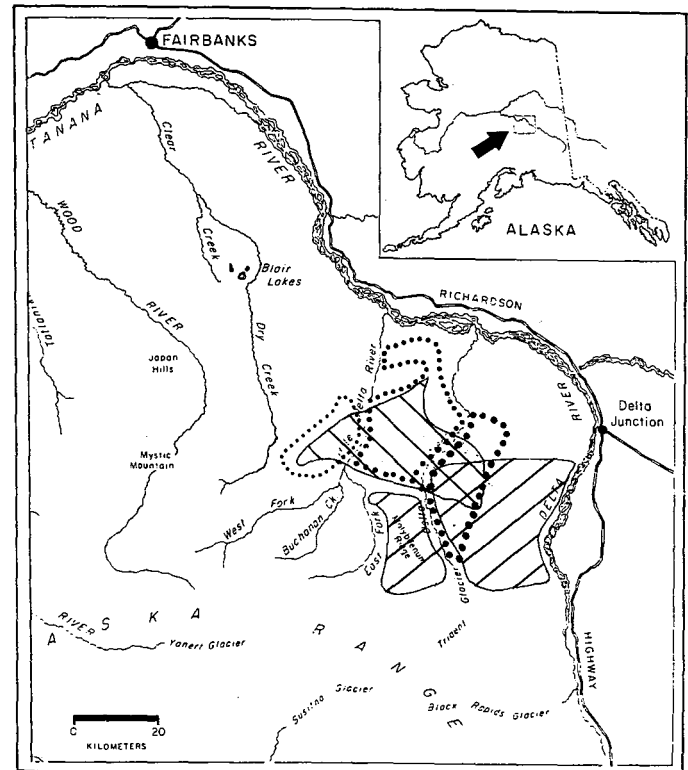 FAIRBANKS
TANANA
RIVER
Clear
Creek
WOOD
RIVER
Blair
Lakes
Dry
Creek
Japan
Hills
Mystic
Mountain
ALASKA
RICHARDSON
RIVER
Delta
Junction
River
DELTA
West Fork
Buchanan Ck
East
Fork
Ridge
Glacier
Trident
RIVER
Yanert Glacier
A S K A
R A N G E
Susitna Glacier
Black Rapids Glacier
HIGHWAY
0 20
KILOMETERS